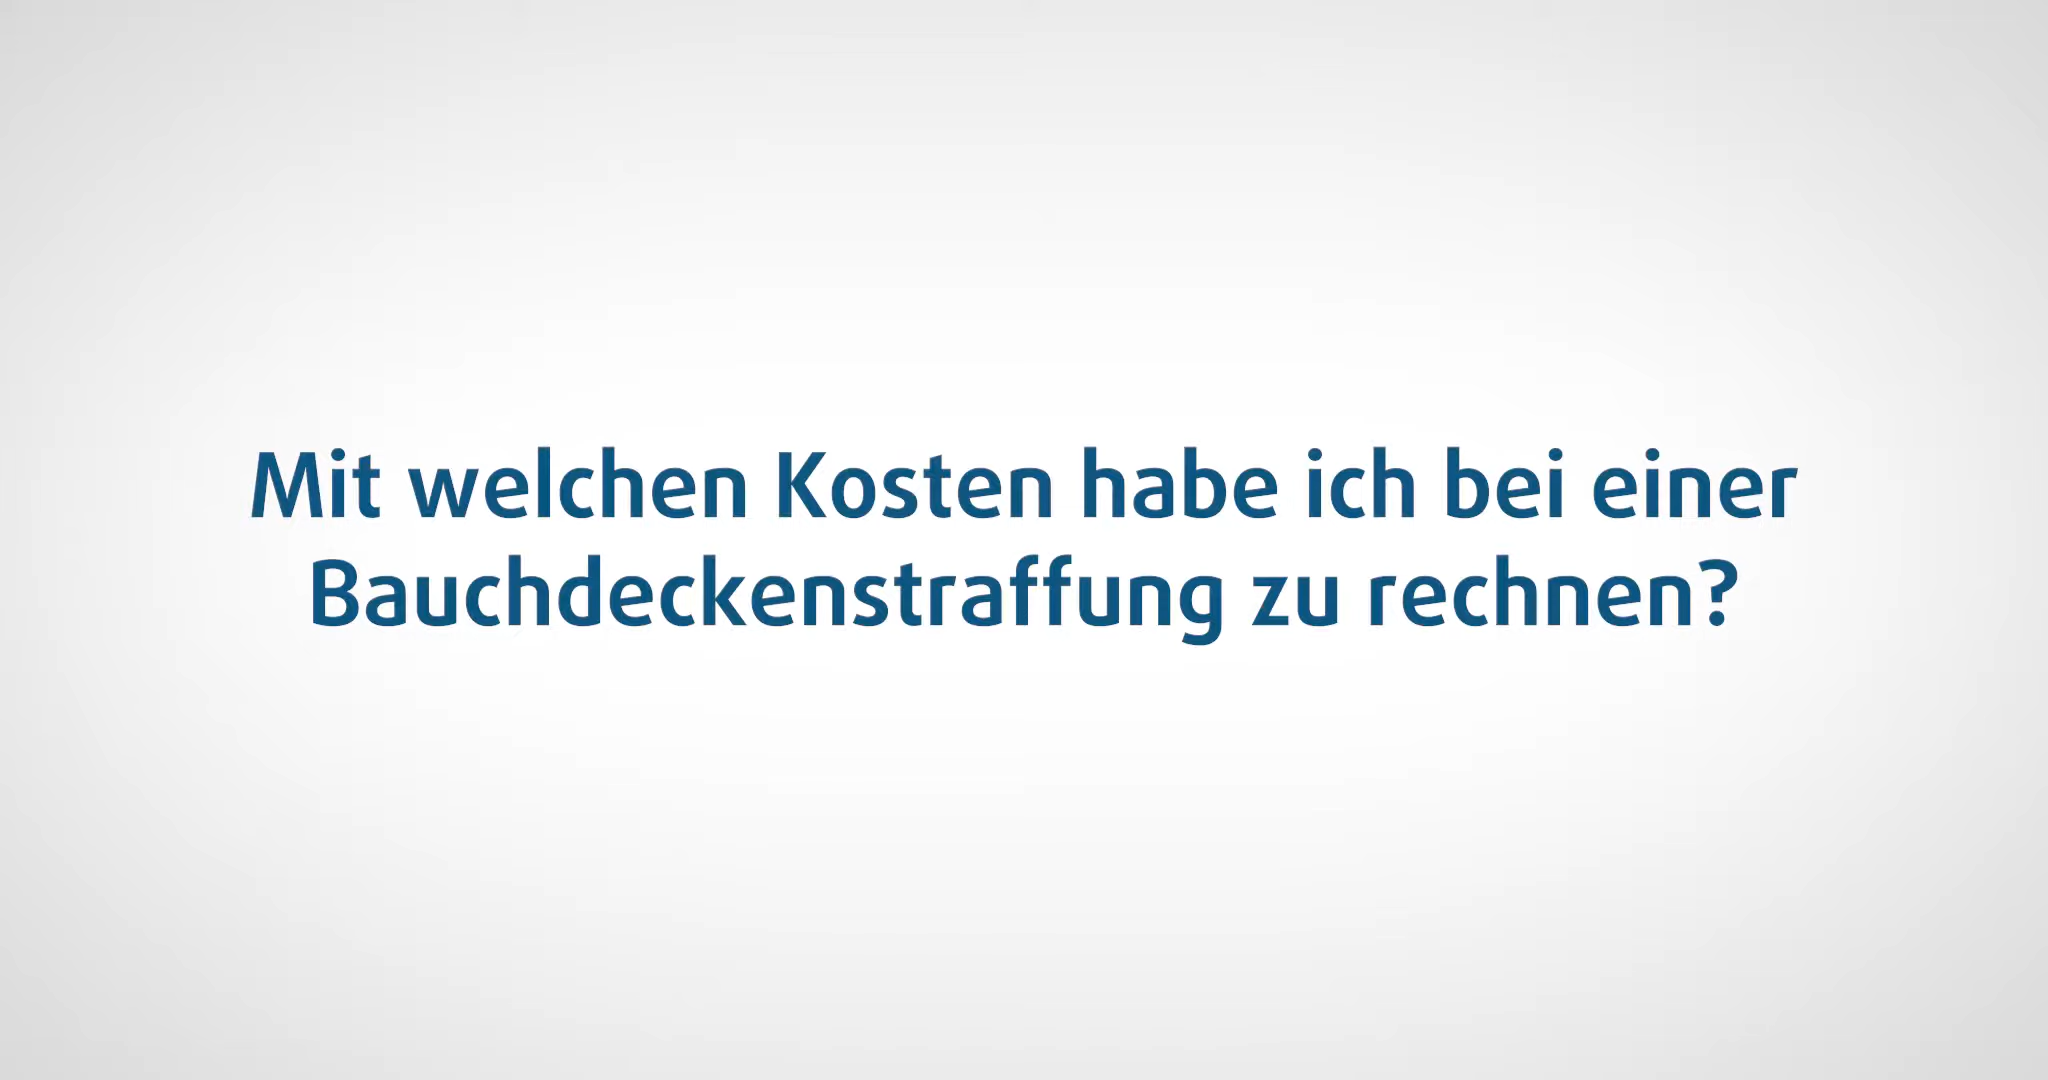 Mit welchen Kosten habe ich bei einer
Bauchdeckenstraffung zu rechnen?